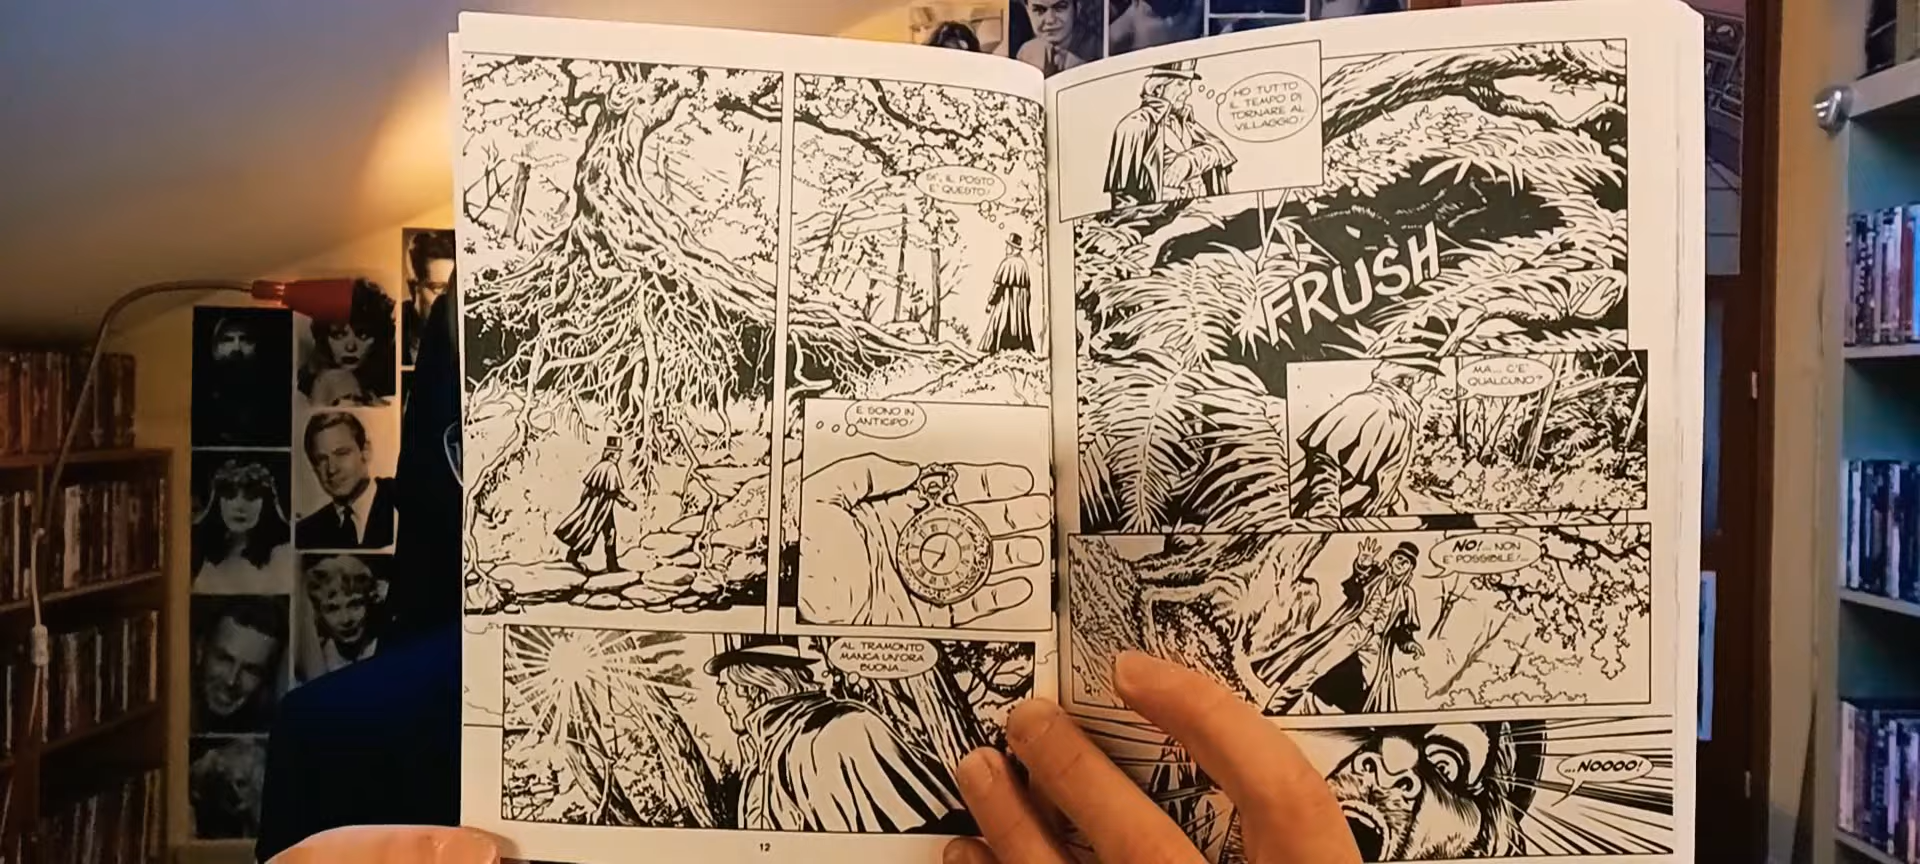 SI', IL POSTO
E' QUESTO!
E SONO IN
ANTICIPO!
AL TRAMONTO
MANCA UN'ORA
BUONA...
12
HO TUTTO
IL TEMPO DI
TORNARE AL
VILLAGGIO!
FRUSH
MA... C'E'
QUALCUNO?
NO!... NON
E' POSSIBILE!...
...NOOOO!